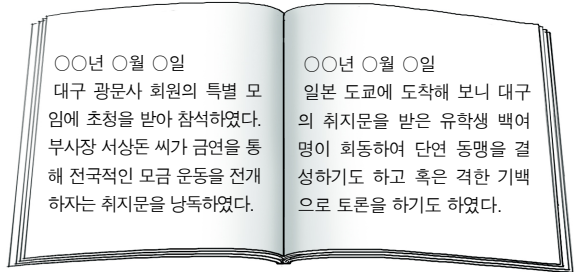 ○○년 ○월 ○일
대구 광문사 회원의 특별 모
임에 초청을 받아 참석하였다.
부사장 서상돈 씨가 금연을 통
해 전국적인 모금 운동을 전개
하자는 취지문을 낭독하였다.
○○년 ○월 ○일
일본 도쿄에 도착해 보니 대구
의 취지문을 받은 유학생 백여
명이 회동하여 단연 동맹을 결
성하기도 하고 혹은 격한 기백
으로 토론을 하기도 하였다.